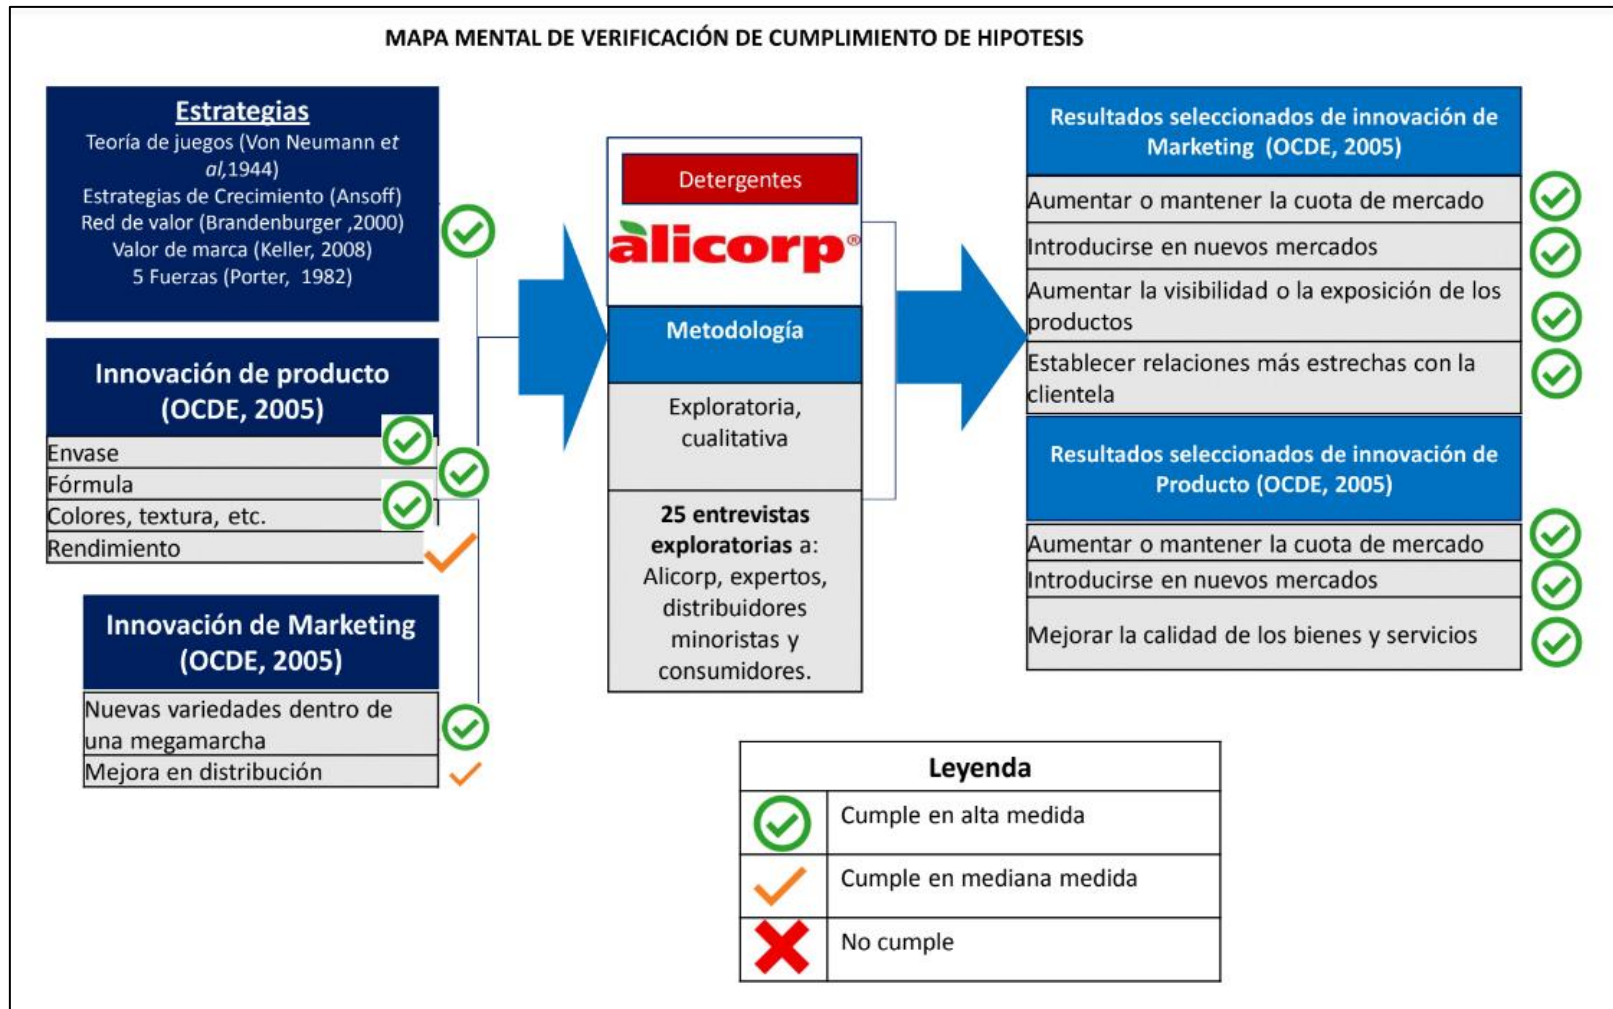 MAPA MENTAL DE VERIFICACIÓN DE CUMPLIMIENTO DE HIPOTESIS
Estrategias
Teoría de juegos (Von Neumann et
al,1944)
Estrategias de Crecimiento (Ansoff)
Red de valor (Brandenburger ,2000)
Valor de marca (Keller, 2008)
5 Fuerzas (Porter, 1982)
Innovación de producto
(OCDE, 2005)
Envase
Fórmula
Colores, textura, etc.
Rendimiento
Innovación de Marketing
(OCDE, 2005)
Nuevas variedades dentro de
una megamarcha
Mejora en distribución
Detergentes
alicorp®
Metodología
Exploratoria,
cualitativa
25 entrevistas
exploratorias a:
Alicorp, expertos,
distribuidores
minoristas y
consumidores.
Resultados seleccionados de innovación de
Marketing (OCDE, 2005)
Aumentar o mantener la cuota de mercado
Introducirse en nuevos mercados
Aumentar la visibilidad o la exposición de los
productos
Establecer relaciones más estrechas con la
clientela
Resultados seleccionados de innovación de
Producto (OCDE, 2005)
Aumentar o mantener la cuota de mercado
Introducirse en nuevos mercados
Mejorar la calidad de los bienes y servicios
Leyenda
Cumple en alta medida
Cumple en mediana medida
No cumple